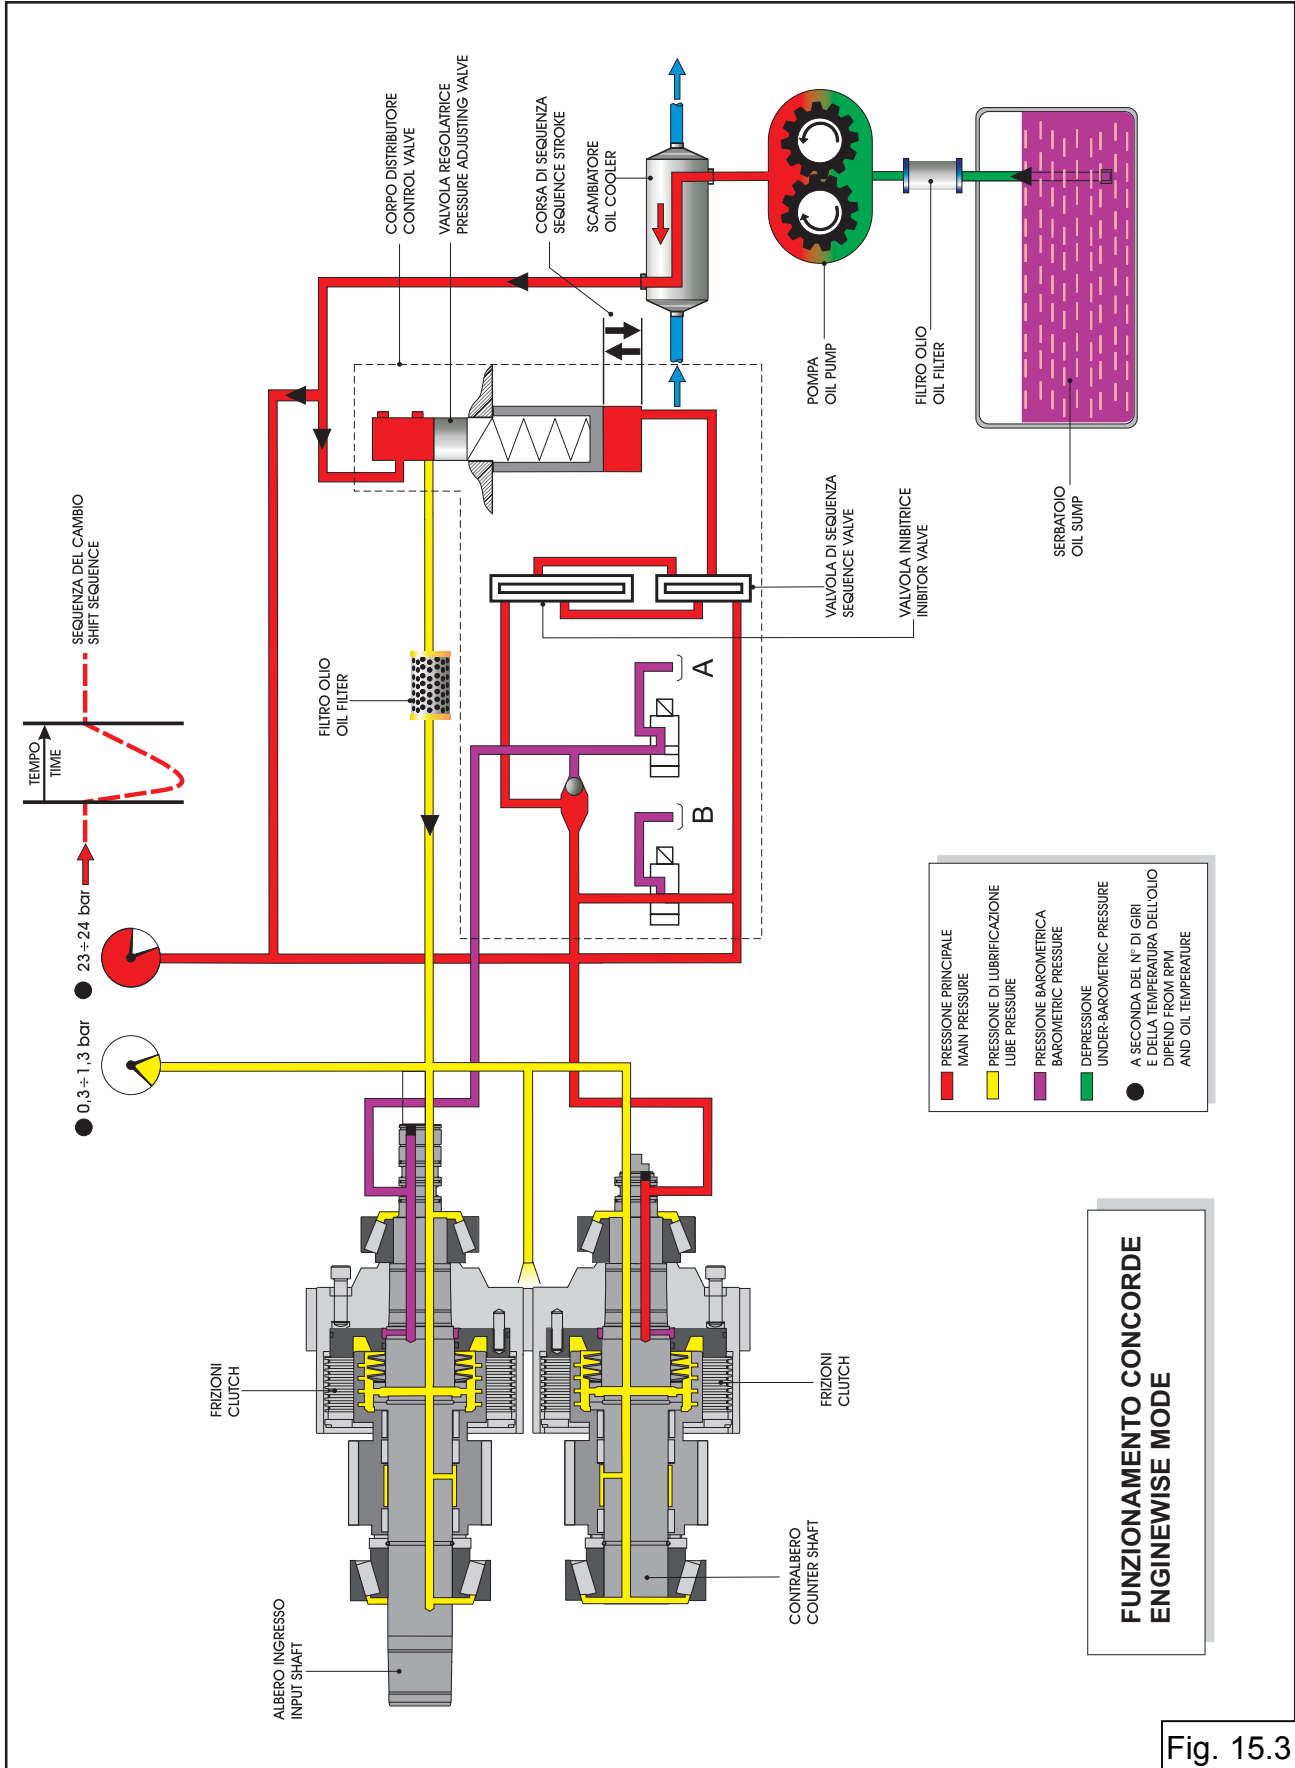 SEQUENZA DEL CAMBIO
SHIFT SEQUENCE
TEMPO
TIME
● 23÷24 bar
● 0,3÷1,3 bar
CORPO DISTRIBUTORE
CONTROL VALVE
VALVOLA REGOLATRICE
PRESSURE ADJUSTING VALVE
CORSA DI SEQUENZA
SEQUENCE STROKE
SCAMBIATORE
OIL COOLER
POMPA
OIL PUMP
FILTRO OLIO
OIL FILTER
SERBATOIO
OIL SUMP
FILTRO OLIO
OIL FILTER
VALVOLA DI SEQUENZA
SEQUENCE VALVE
VALVOLA INIBITRICE
INIBITOR VALVE
A
B
FRIZIONI
CLUTCH
FRIZIONI
CLUTCH
ALBERO INGRESSO
INPUT SHAFT
CONTRALBERO
COUNTER SHAFT
PRESSIONE PRINCIPALE
MAIN PRESSURE
PRESSIONE DI LUBRIFICAZIONE
LUBE PRESSURE
PRESSIONE BAROMETRICA
BAROMETRIC PRESSURE
DEPRESSIONE
UNDER-BAROMETRIC PRESSURE
A SECONDA DEL N° DI GIRI
E DELLA TEMPERATURA DELL'OLIO
DIPEND FROM RPM
AND OIL TEMPERATURE
FUNZIONAMENTO CONCORDE
ENGINEWISE MODE
Fig. 15.3